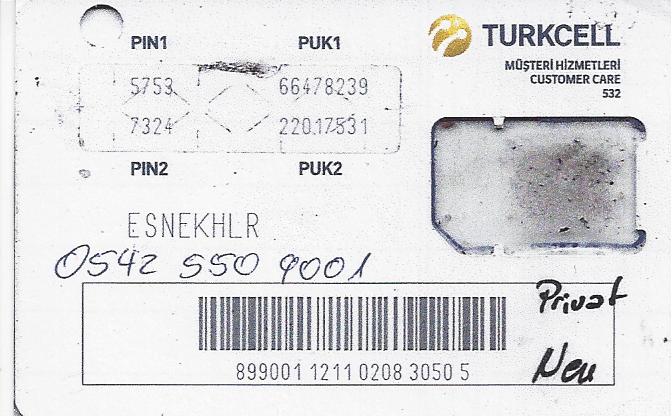 PIN1 PUK1
5753 66478239
7324 22017531
PIN2 PUK2
TURKCELL
MÜŞTERİ HİZMETLERİ
CUSTOMER CARE
532
ESNEKHLR
0542 550 9001
Privat
899001 1211 0208 3050 5
Neu